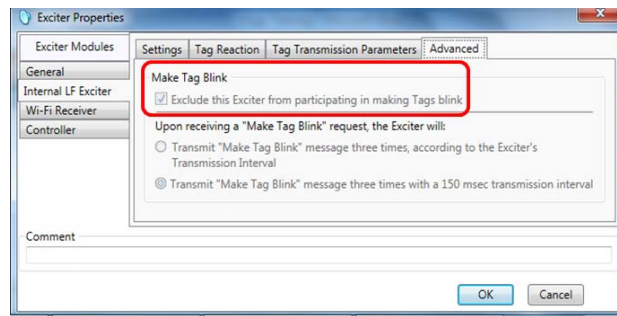 Exciter Properties
Exciter Modules
General
Internal LF Exciter
Wi-Fi Receiver
Controller
Settings
Tag Reaction
Tag Transmission Parameters
Advanced
Make Tag Blink
Exclude this Exciter from participating in making Tags blink
Upon receiving a "Make Tag Blink" request, the Exciter will:
Transmit "Make Tag Blink" message three times, according to the Exciter's
Transmission Interval
Transmit "Make Tag Blink" message three times with a 150 msec transmission interval
Comment
OK
Cancel